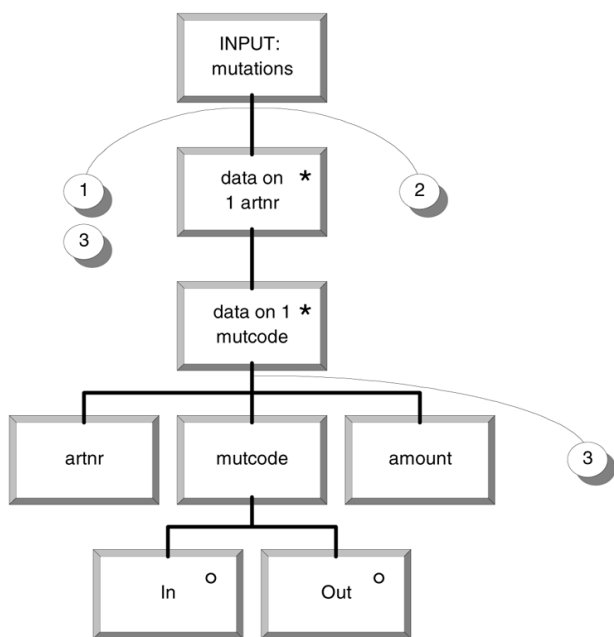 INPUT:
mutations
1
data on *
1 artnr
2
3
data on 1 *
mutcode
artnr
mutcode
amount
3
In
Out